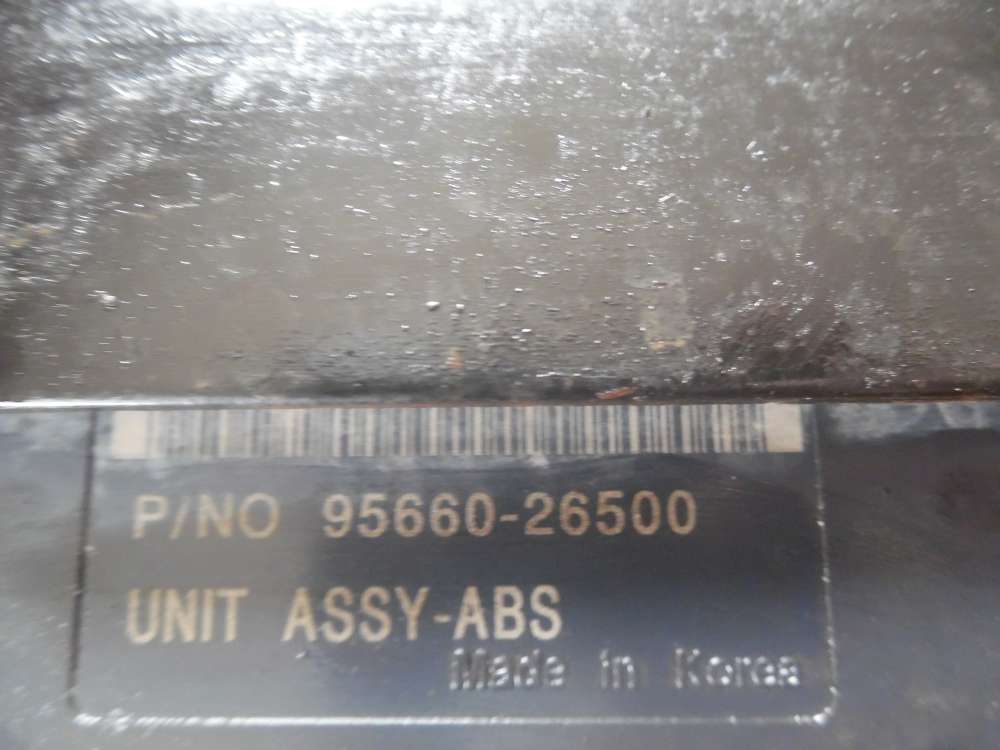 P/NO 95660-26500
UNIT ASSY-ABS
Made in Korea